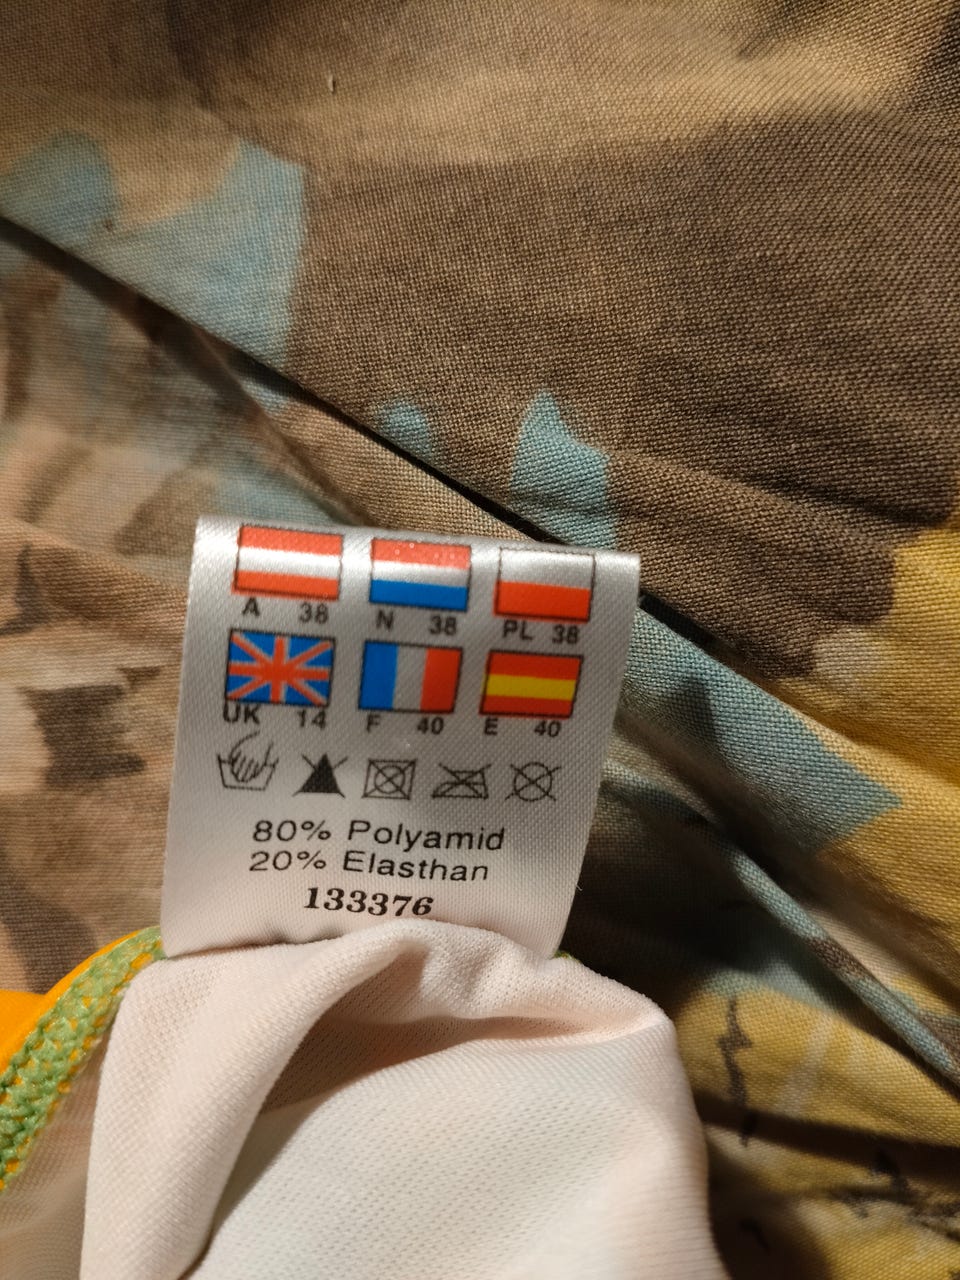 A 38 N 38 PL 38
UK 14 F 40 E 40
80% Polyamid
20% Elasthan
133376